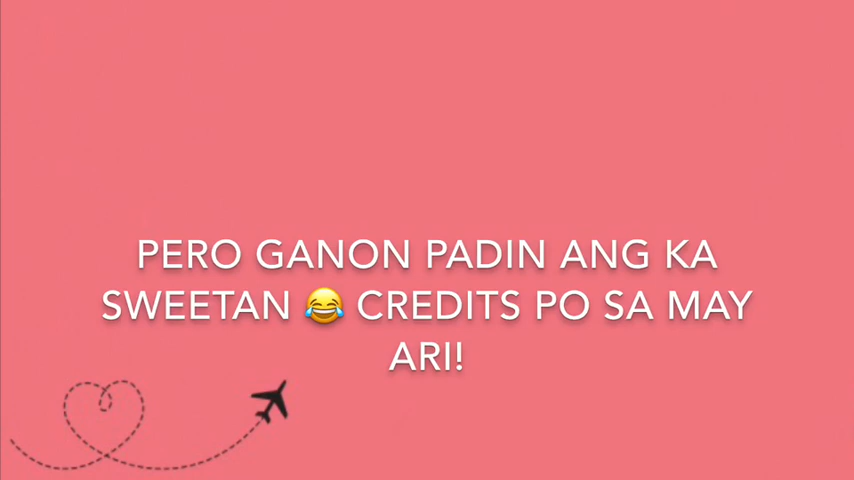 PERO GANON PADIN ANG KA
SWEETAN 😂 CREDITS PO SA MAY
ARI!